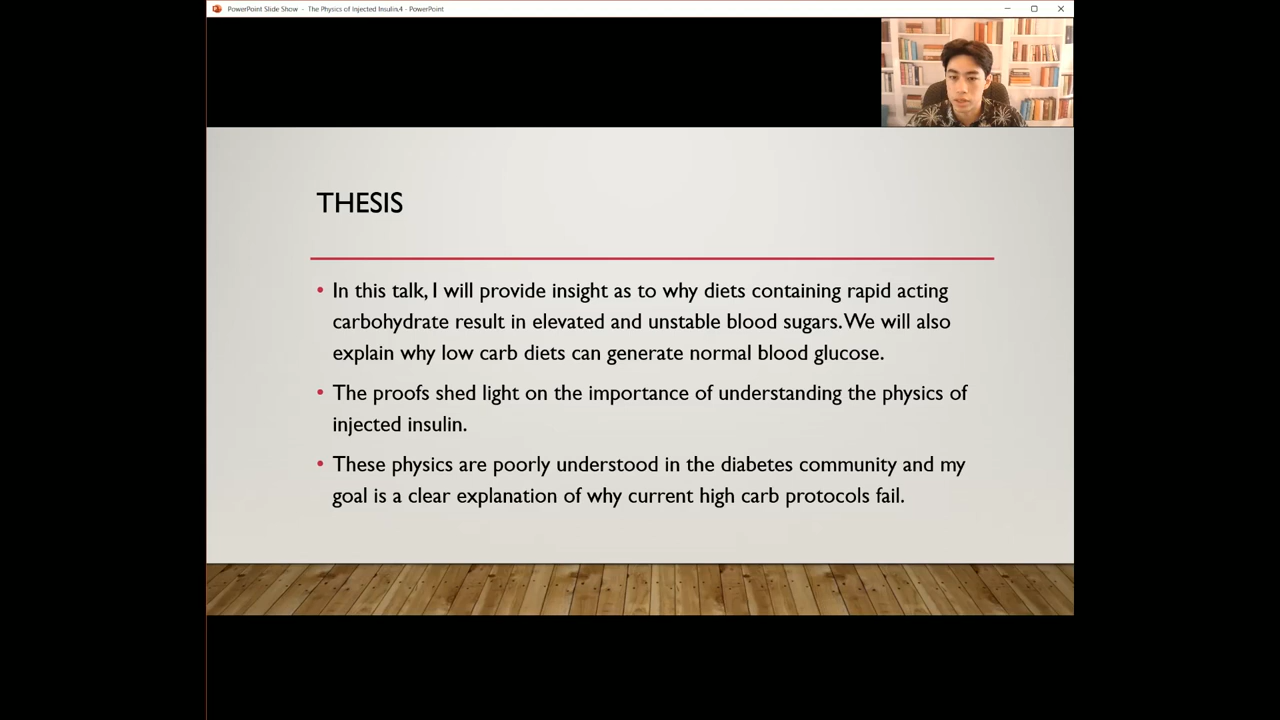 PowerPoint Slide Show - The Physics of Injected Insulin,4 - PowerPoint
THESIS
• In this talk, I will provide insight as to why diets containing rapid acting
carbohydrate result in elevated and unstable blood sugars. We will also
explain why low carb diets can generate normal blood glucose.
• The proofs shed light on the importance of understanding the physics of
injected insulin.
• These physics are poorly understood in the diabetes community and my
goal is a clear explanation of why current high carb protocols fail.